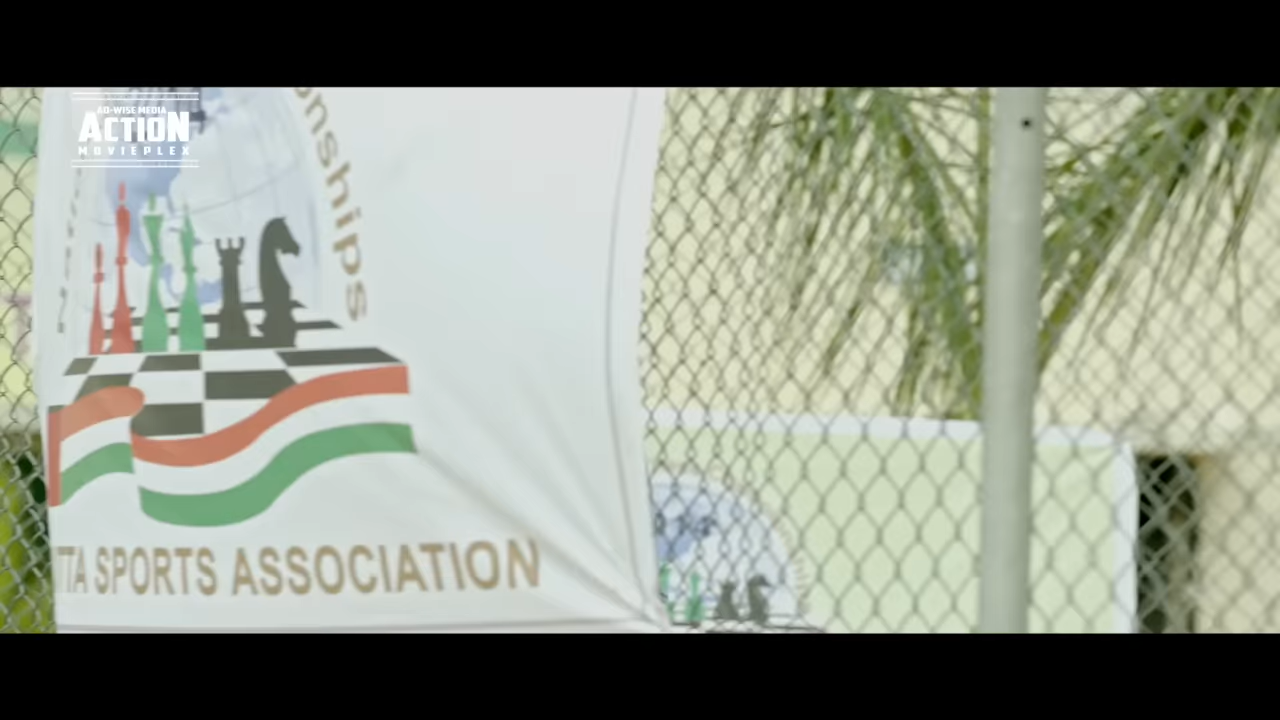 AD-WISE MEDIA
ACTION
MOVIEPLEX
onships
TTA SPORTS ASSOCIATION